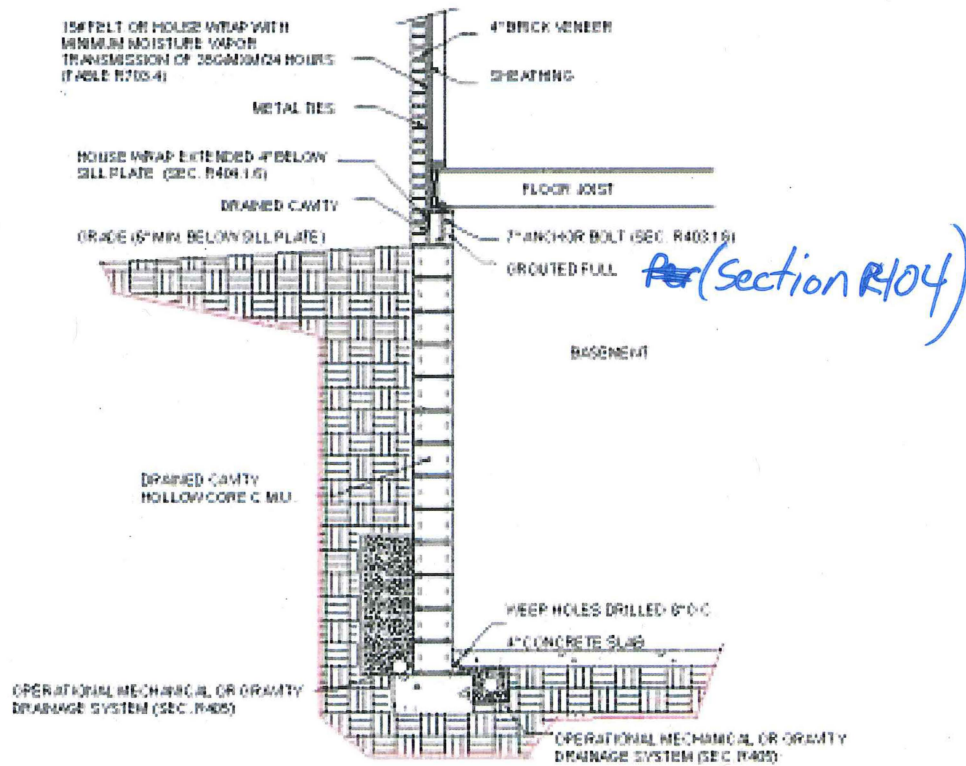 15# FELT OR HOUSE WRAP WITH
MINIMUM MOISTURE VAPOR
TRANSMISSION OF 35G/MXM/24 HOURS
(TABLE R703.4)
METAL TIES
HOUSE WRAP EXTENDED 4" BELOW
SILL PLATE (SEC. R404.1.6)
DRAINED CAVITY
GRADE (6" MIN. BELOW SILL PLATE)
4" BRICK VENEER
SHEATHING
FLOOR JOIST
7" ANCHOR BOLT (SEC. R403.1.6)
GROUTED FULL
(Section R404)
BASEMENT
DRAINED CAVITY
HOLLOW CORE C.M.U.
WEEP HOLES DRILLED 8" O.C.
4" CONCRETE SLAB
OPERATIONAL MECHANICAL OR GRAVITY
DRAINAGE SYSTEM (SEC. R405)
OPERATIONAL MECHANICAL OR GRAVITY
DRAINAGE SYSTEM (SEC. R405)